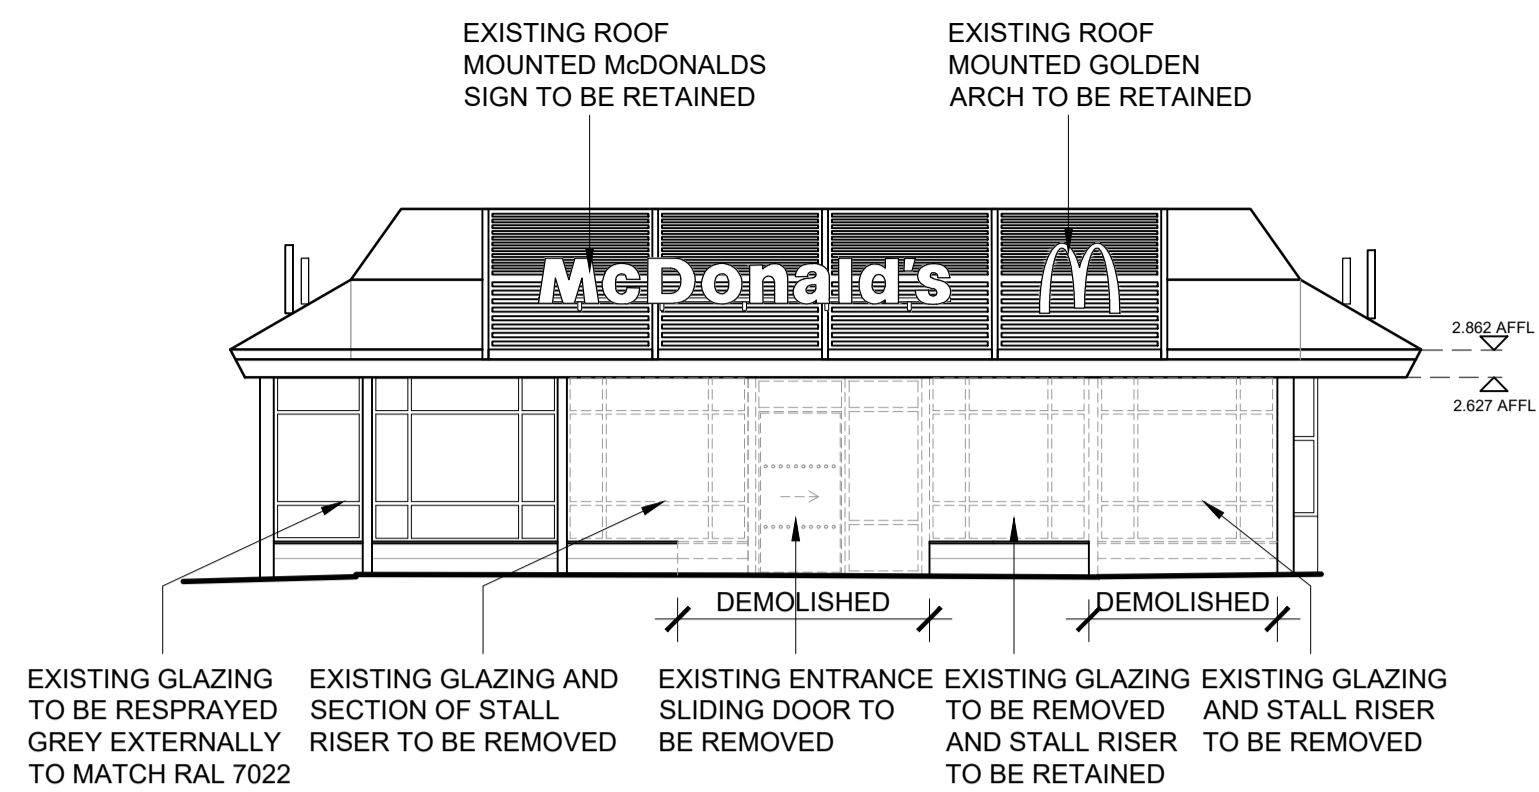 EXISTING ROOF
MOUNTED McDONALDS
SIGN TO BE RETAINED
EXISTING ROOF
MOUNTED GOLDEN
ARCH TO BE RETAINED
McDonald's
M
2.862 AFFL
2.627 AFFL
DEMOLISHED
DEMOLISHED
EXISTING GLAZING
TO BE RESPRAYED
GREY EXTERNALLY
TO MATCH RAL 7022
EXISTING GLAZING AND
SECTION OF STALL
RISER TO BE REMOVED
EXISTING ENTRANCE
SLIDING DOOR TO
BE REMOVED
EXISTING GLAZING
TO BE REMOVED
AND STALL RISER
TO BE RETAINED
EXISTING GLAZING
AND STALL RISER
TO BE REMOVED